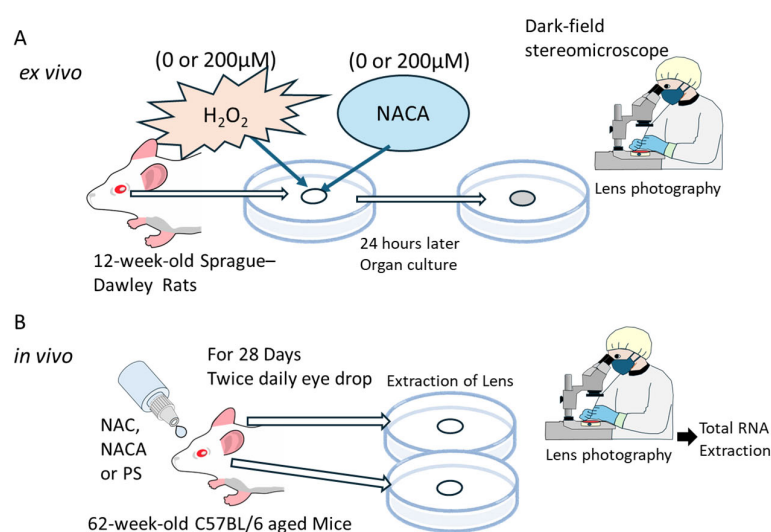 A
ex vivo
(0 or 200μM)
(0 or 200μM)
H₂O₂
NACA
Dark-field
stereomicroscope
Lens photography
24 hours later
Organ culture
12-week-old Sprague–
Dawley Rats
B
in vivo
For 28 Days
Twice daily eye drop
Extraction of Lens
NAC,
NACA
or PS
62-week-old C57BL/6 aged Mice
Lens photography
Total RNA
Extraction